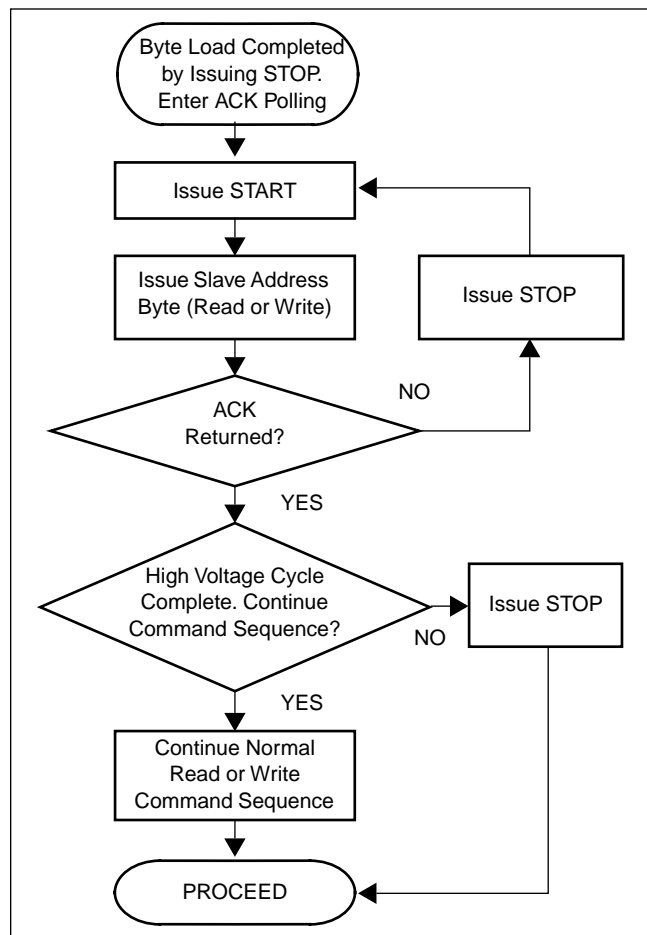 Byte Load Completed
by Issuing STOP.
Enter ACK Polling
Issue START
Issue Slave Address
Byte (Read or Write)
Issue STOP
ACK
Returned?
NO
YES
High Voltage Cycle
Complete. Continue
Command Sequence?
Issue STOP
NO
YES
Continue Normal
Read or Write
Command Sequence
PROCEED